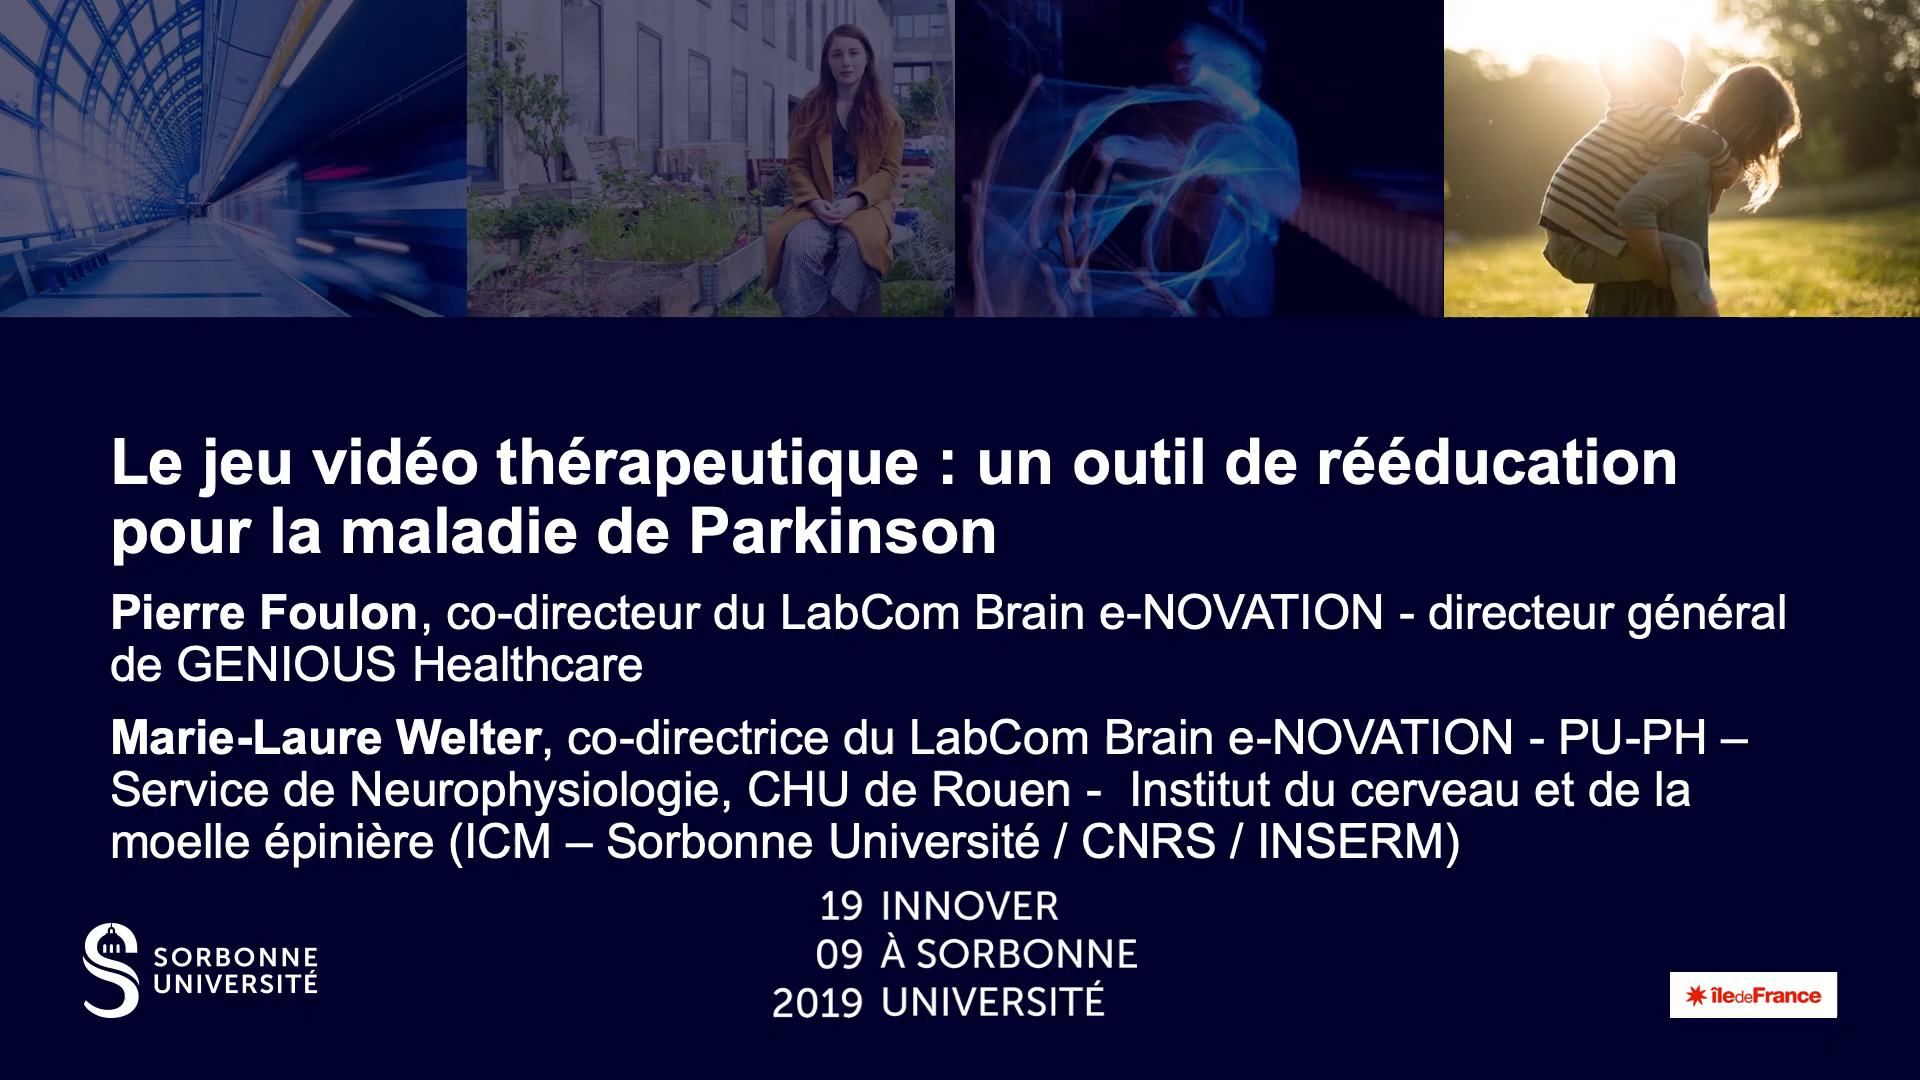 Le jeu vidéo thérapeutique : un outil de rééducation
pour la maladie de Parkinson
Pierre Foulon, co-directeur du LabCom Brain e-NOVATION - directeur général
de GENIOUS Healthcare
Marie-Laure Welter, co-directrice du LabCom Brain e-NOVATION - PU-PH –
Service de Neurophysiologie, CHU de Rouen -  Institut du cerveau et de la
moelle épinière (ICM – Sorbonne Université / CNRS / INSERM)
19 INNOVER
09 À SORBONNE
2019 UNIVERSITÉ
SORBONNE
UNIVERSITÉ
îledeFrance